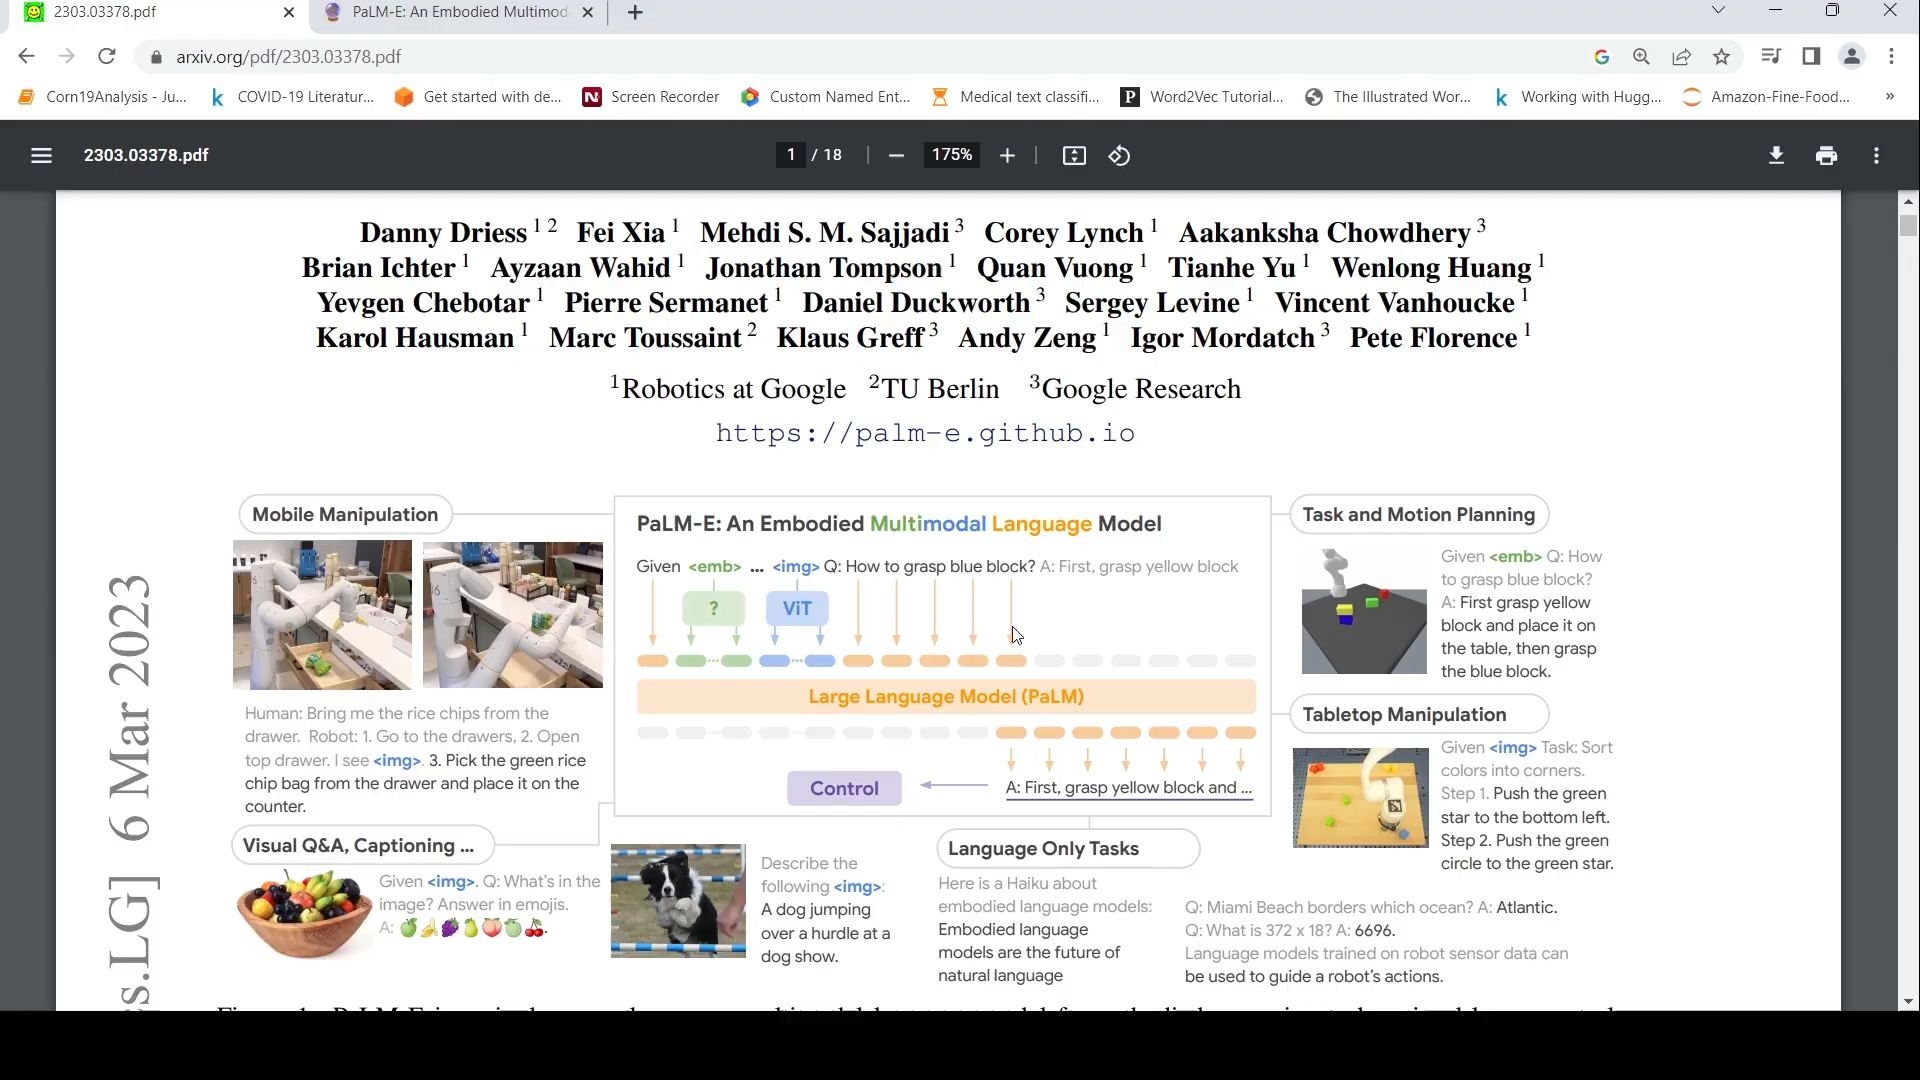 2303.03378.pdf
PaLM-E: An Embodied Multimod
arxiv.org/pdf/2303.03378.pdf
Corn19Analysis - Ju...
COVID-19 Literatur...
Get started with de...
Screen Recorder
Custom Named Ent...
Medical text classifi...
Word2Vec Tutorial...
The Illustrated Wor...
Working with Hugg...
Amazon-Fine-Food...
»
2303.03378.pdf
1 / 18
175%
Danny Driess 1 2 Fei Xia 1 Mehdi S. M. Sajjadi 3 Corey Lynch 1 Aakanksha Chowdhery 3
Brian Ichter 1 Ayzaan Wahid 1 Jonathan Tompson 1 Quan Vuong 1 Tianhe Yu 1 Wenlong Huang 1
Yevgen Chebotar 1 Pierre Sermanet 1 Daniel Duckworth 3 Sergey Levine 1 Vincent Vanhoucke 1
Karol Hausman 1 Marc Toussaint 2 Klaus Greff 3 Andy Zeng 1 Igor Mordatch 3 Pete Florence 1
1Robotics at Google 2TU Berlin 3Google Research
https://palm-e.github.io
s.LG] 6 Mar 2023
Mobile Manipulation
Human: Bring me the rice chips from the
drawer. Robot: 1. Go to the drawers, 2. Open
top drawer. I see <img>. 3. Pick the green rice
chip bag from the drawer and place it on the
counter.
PaLM-E: An Embodied Multimodal Language Model
Given <emb> ... <img> Q: How to grasp blue block? A: First, grasp yellow block
?
ViT
Large Language Model (PaLM)
Control
A: First, grasp yellow block and ...
Task and Motion Planning
Given <emb> Q: How
to grasp blue block?
A: First grasp yellow
block and place it on
the table, then grasp
the blue block.
Tabletop Manipulation
Given <img> Task: Sort
colors into corners.
Step 1. Push the green
star to the bottom left.
Step 2. Push the green
circle to the green star.
Visual Q&A, Captioning ...
Given <img>. Q: What's in the
image? Answer in emojis.
A: 🍏🍌🍇🍐🍑🍈🍒.
Describe the
following <img>:
A dog jumping
over a hurdle at a
dog show.
Language Only Tasks
Here is a Haiku about
embodied language models:
Embodied language
models are the future of
natural language
Q: Miami Beach borders which ocean? A: Atlantic.
Q: What is 372 x 18? A: 6696.
Language models trained on robot sensor data can
be used to guide a robot's actions.